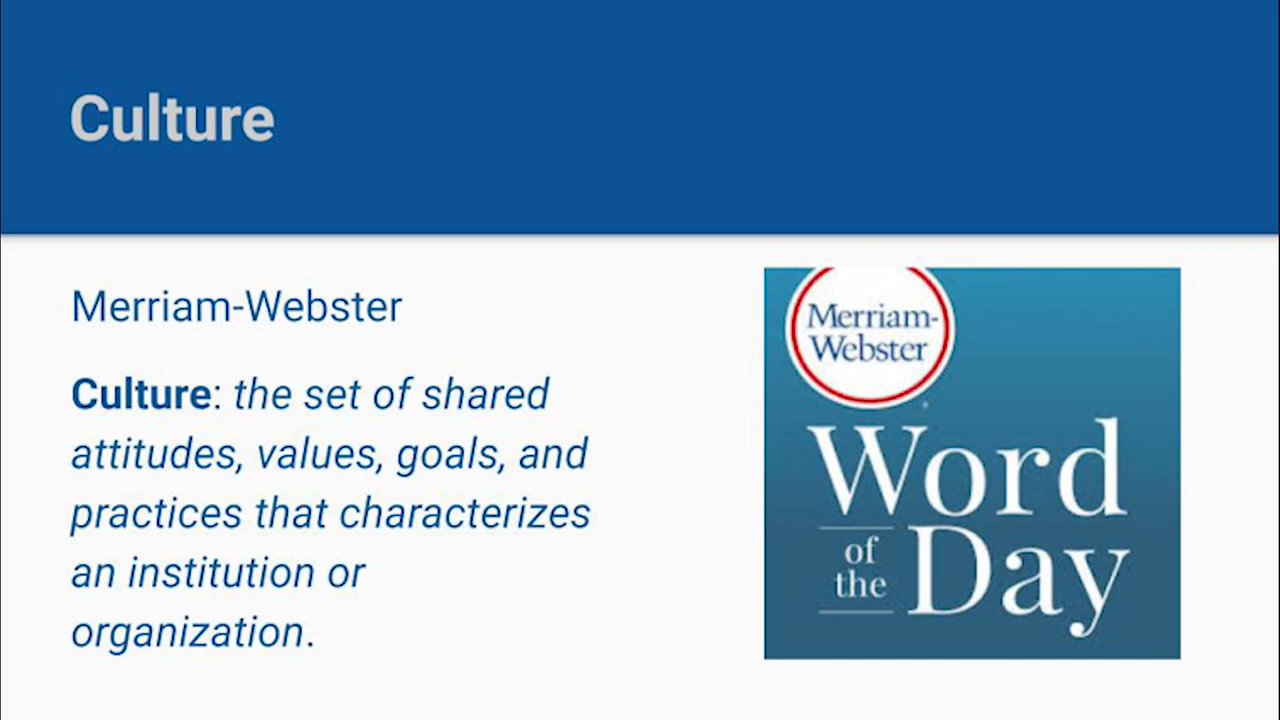 Culture
Merriam-Webster
Culture: the set of shared
attitudes, values, goals, and
practices that characterizes
an institution or
organization.
Merriam-
Webster
Word
of
the
Day